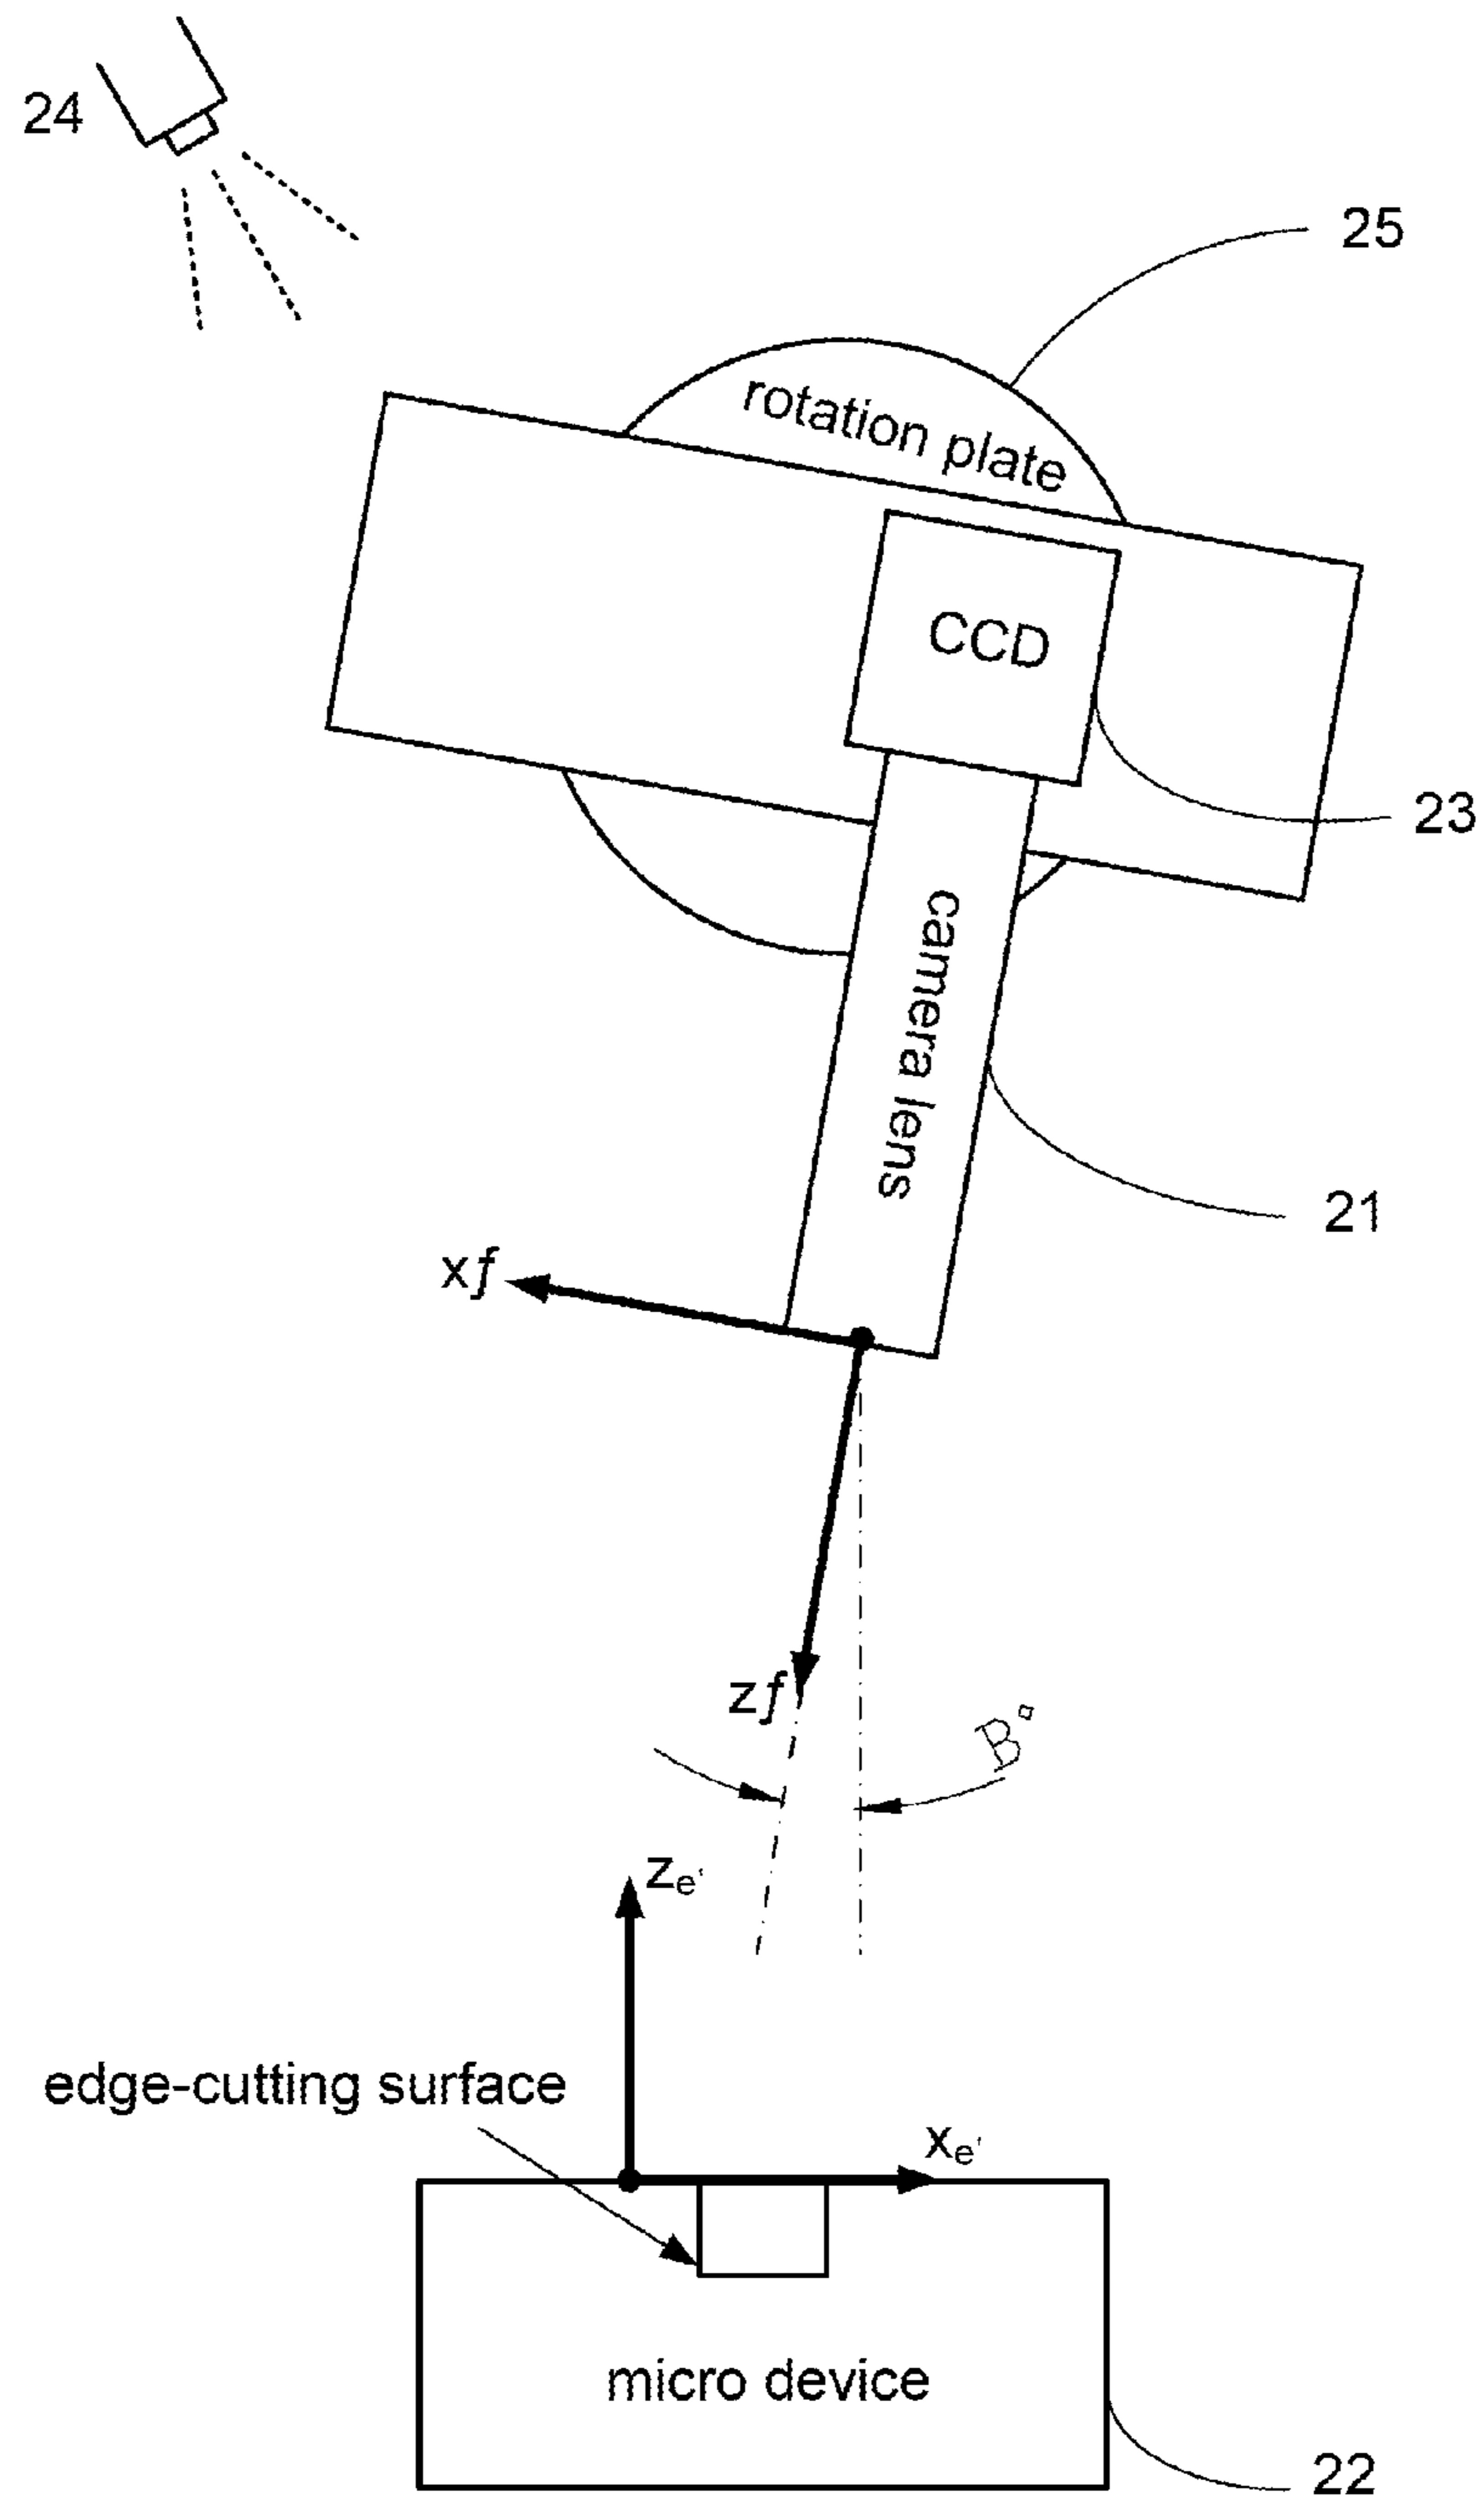 24
25
rotation plate
CCD
23
camera lens
21
xf
zf
B°
ze'
edge-cutting surface
xe'
micro device
22